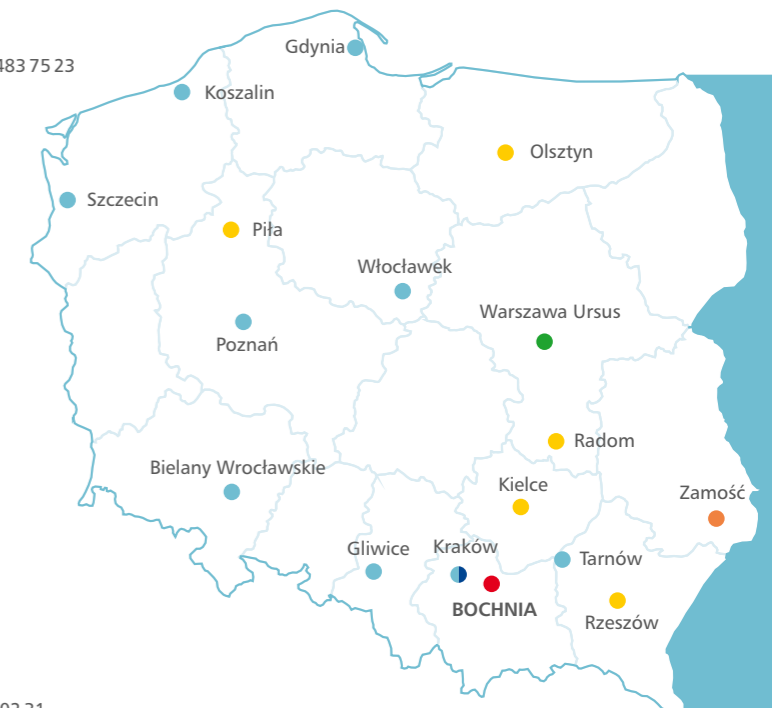 Gdynia
483 75 23
Koszalin
Olsztyn
Szczecin
Piła
Włocławek
Warszawa Ursus
Poznań
Radom
Bielany Wrocławskie
Kielce
Zamość
Gliwice
Kraków
Tarnów
BOCHNIA
Rzeszów